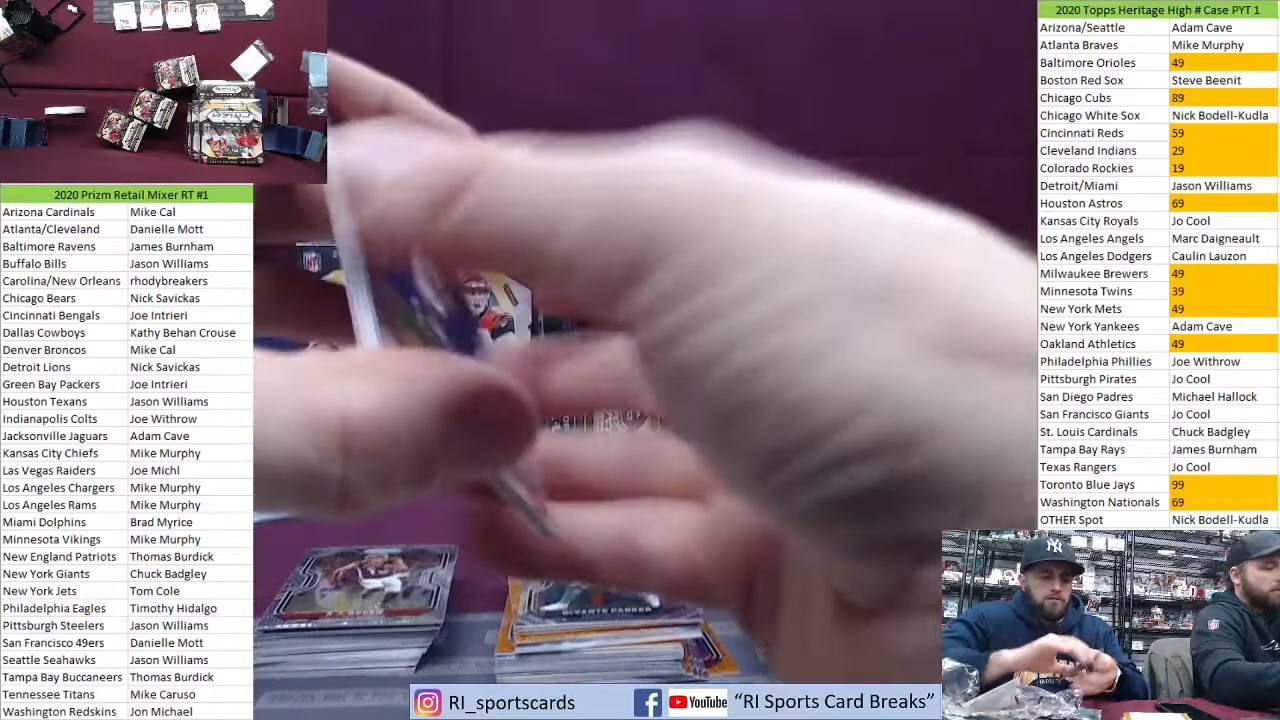 2020 Prizm Retail Mixer RT #1
Arizona Cardinals Mike Cal
Atlanta/Cleveland Danielle Mott
Baltimore Ravens James Burnham
Buffalo Bills Jason Williams
Carolina/New Orleans rhodybreakers
Chicago Bears Nick Savickas
Cincinnati Bengals Joe Intrieri
Dallas Cowboys Kathy Behan Crouse
Denver Broncos Mike Cal
Detroit Lions Nick Savickas
Green Bay Packers Joe Intrieri
Houston Texans Jason Williams
Indianapolis Colts Joe Withrow
Jacksonville Jaguars Adam Cave
Kansas City Chiefs Mike Murphy
Las Vegas Raiders Joe Michl
Los Angeles Chargers Mike Murphy
Los Angeles Rams Mike Murphy
Miami Dolphins Brad Myrice
Minnesota Vikings Mike Murphy
New England Patriots Thomas Burdick
New York Giants Chuck Badgley
New York Jets Tom Cole
Philadelphia Eagles Timothy Hidalgo
Pittsburgh Steelers Jason Williams
San Francisco 49ers Danielle Mott
Seattle Seahawks Jason Williams
Tampa Bay Buccaneers Thomas Burdick
Tennessee Titans Mike Caruso
Washington Redskins Jon Michael
NFL
DEVANTE PARKER
RI_sportscards YouTube "RI Sports Card Breaks"
2020 Topps Heritage High # Case PYT 1
Arizona/Seattle Adam Cave
Atlanta Braves Mike Murphy
Baltimore Orioles 49
Boston Red Sox Steve Beenit
Chicago Cubs 89
Chicago White Sox Nick Bodell-Kudla
Cincinnati Reds 59
Cleveland Indians 29
Colorado Rockies 19
Detroit/Miami Jason Williams
Houston Astros 69
Kansas City Royals Jo Cool
Los Angeles Angels Marc Daigneault
Los Angeles Dodgers Caulin Lauzon
Milwaukee Brewers 49
Minnesota Twins 39
New York Mets 49
New York Yankees Adam Cave
Oakland Athletics 49
Philadelphia Phillies Joe Withrow
Pittsburgh Pirates Jo Cool
San Diego Padres Michael Hallock
San Francisco Giants Jo Cool
St. Louis Cardinals Chuck Badgley
Tampa Bay Rays James Burnham
Texas Rangers Jo Cool
Toronto Blue Jays 99
Washington Nationals 69
OTHER Spot Nick Bodell-Kudla